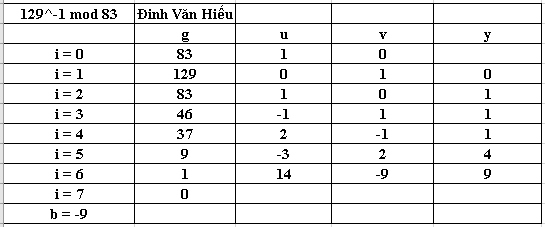 129^-1 mod 83 Đinh Văn Hiếu
g u v y
i = 0 83 1 0
i = 1 129 0 1 0
i = 2 83 1 0 1
i = 3 46 -1 1 1
i = 4 37 2 -1 1
i = 5 9 -3 2 4
i = 6 1 14 -9 9
i = 7 0
b = -9